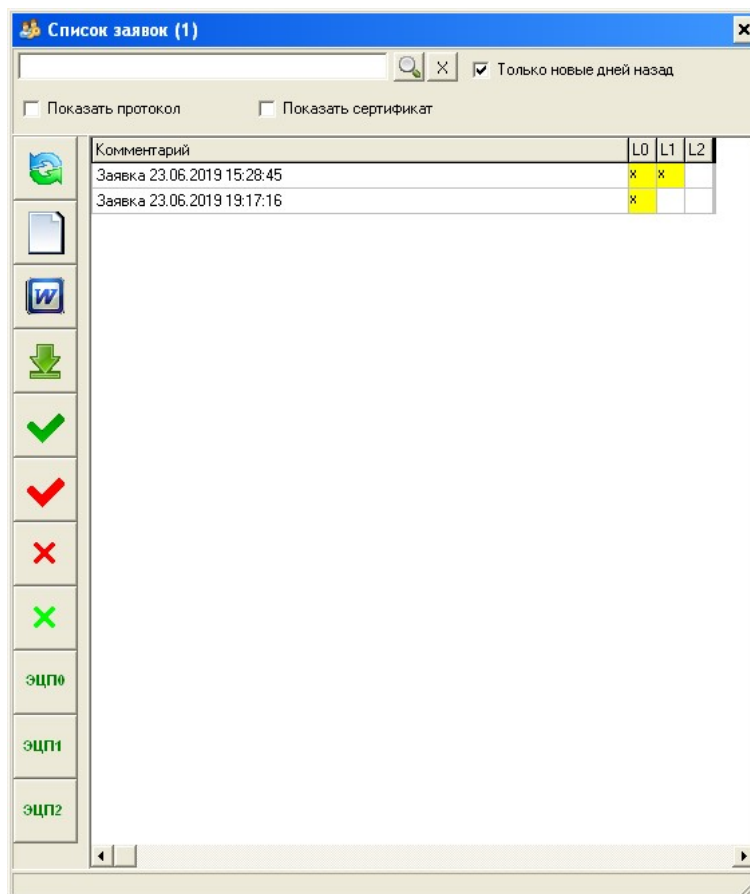 Список заявок (1)
X Только новые дней назад
Показать протокол Показать сертификат
Комментарий L0 L1 L2
Заявка 23.06.2019 15:28:45 x x
Заявка 23.06.2019 19:17:16 x
W
ЭЦП0
ЭЦП1
ЭЦП2